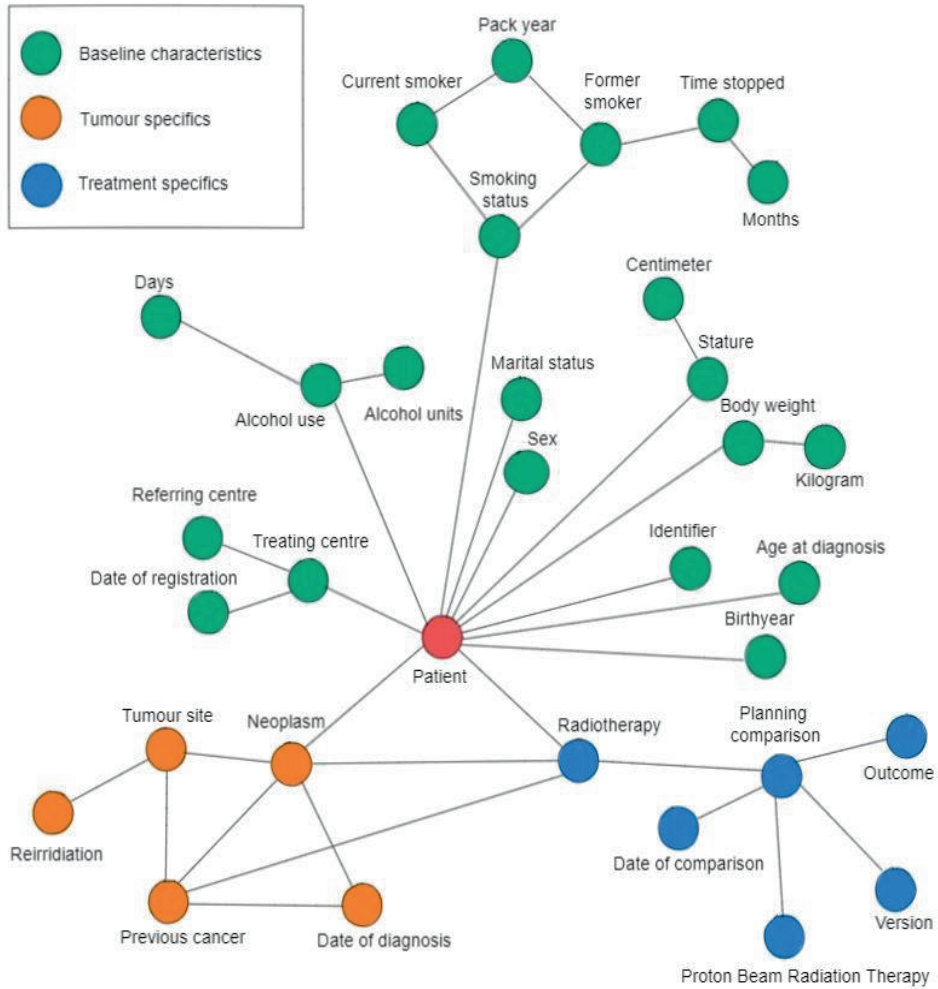 Baseline characteristics
Tumour specifics
Treatment specifics
Pack year
Current smoker
Former
smoker
Time stopped
Smoking
status
Months
Centimeter
Days
Stature
Marital status
Body weight
Alcohol use
Alcohol units
Sex
Kilogram
Referring centre
Identifier
Treating centre
Age at diagnosis
Date of registration
Birthyear
Patient
Tumour site
Neoplasm
Radiotherapy
Planning
comparison
Outcome
Reirridiation
Date of comparison
Version
Previous cancer
Date of diagnosis
Proton Beam Radiation Therapy